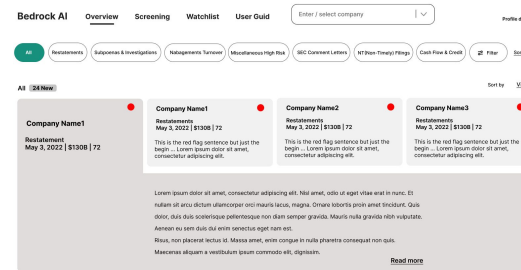 Bedrock AI Overview Screening Watchlist User Guid
Enter / select company
Profile d
All Restatements Subpoenas & Investigations Nabagements Turnover Miscellaneous High Risk SEC Comment Letters NT(Non-Timely) Filings Cash Flow & Credit Filter
All 24 New
Sort by
Company Name1
Restatement
May 3, 2022 | $130B | 72
Company Name1
Restatements
May 3, 2022 | $130B | 72
This is the red flag sentence but just the
begin ... Lorem ipsum dolor sit amet,
consectetur adipiscing elit.
Company Name2
Restatements
May 3, 2022 | $130B | 72
This is the red flag sentence but just the
begin ... Lorem ipsum dolor sit amet,
consectetur adipiscing elit.
Company Name3
Restatements
May 3, 2022 | $130B | 72
This is the red flag sentence but just the
begin ... Lorem ipsum dolor sit amet,
consectetur adipiscing elit.
Lorem ipsum dolor sit amet, consectetur adipiscing elit. Nisl amet, odio ut eget vitae erat in nunc. Et
nullam sit arcu dictum ullamcorper orci mauris lacus, magna. Ornare lobortis proin amet tincidunt. Quis
dolor, duis duis scelerisque pellentesque non diam semper gravida. Mauris nulla gravida nibh vulputate.
Aenean eu sem duis dui enim senectus eget nam est.
Risus, non placerat lectus id. Massa amet, enim congue in nulla pharetra consequat non quis.
Maecenas aliquam a vestibulum ipsum commodo elit, dignissim.
Read more